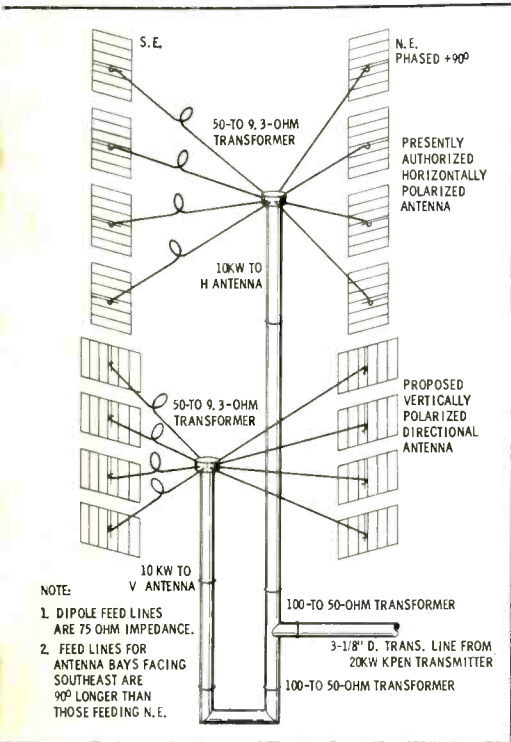 S.E.
N.E.
PHASED +90⁰
50-TO 9.3-OHM
TRANSFORMER
PRESENTLY
AUTHORIZED
HORIZONTALLY
POLARIZED
ANTENNA
10KW TO
H ANTENNA
50-TO 9.3-OHM
TRANSFORMER
PROPOSED
VERTICALLY
POLARIZED
DIRECTIONAL
ANTENNA
10 KW TO
V ANTENNA
NOTE:
1. DIPOLE FEED LINES
ARE 75 OHM IMPEDANCE.
2. FEED LINES FOR
ANTENNA BAYS FACING
SOUTHEAST ARE
90⁰ LONGER THAN
THOSE FEEDING N.E.
100-TO 50-OHM TRANSFORMER
3-1/8" D. TRANS. LINE FROM
20KW KPEN TRANSMITTER
100-TO 50-OHM TRANSFORMER